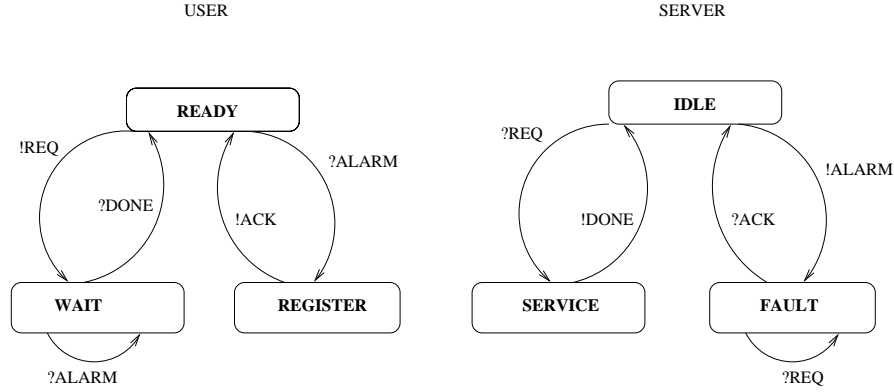 USER
READY
!REQ
?DONE
!ACK
?ALARM
WAIT
REGISTER
?ALARM
SERVER
IDLE
?REQ
!DONE
?ACK
!ALARM
SERVICE
FAULT
?REQ